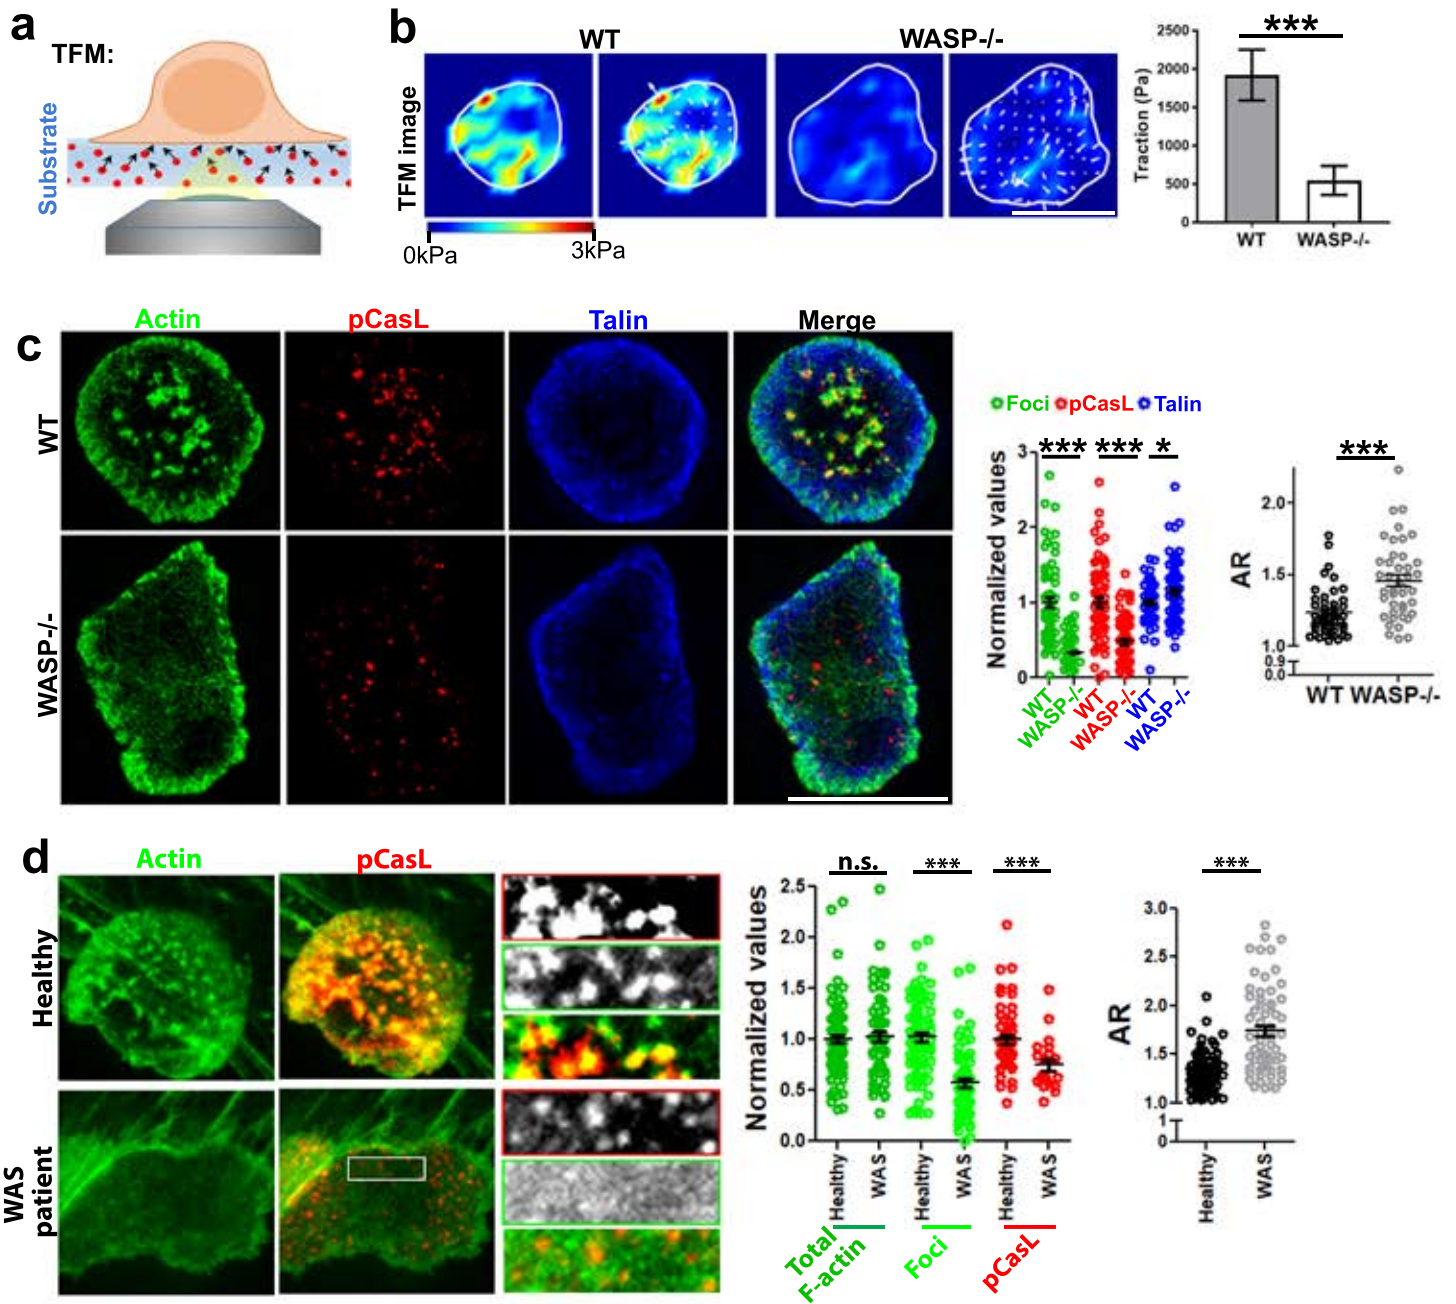 a
TFM:
Substrate
b
WT
WASP-/-
TFM image
0kPa
3kPa
***
2500
2000
1500
1000
500
0
Traction (Pa)
WT
WASP-/-
c
Actin
pCasL
Talin
Merge
WT
WASP-/-
Foci
pCasL
Talin
*** *** *
3
2
1
0
Normalized values
WT
WASP-/-
WT
WASP-/-
WT
WASP-/-
***
2.0
1.5
1.0
0.9
0.0
AR
WT WASP-/-
d
Actin
pCasL
Healthy
WAS
patient
n.s. *** ***
2.5
2.0
1.5
1.0
0.5
0.0
Normalized values
Healthy
WAS
Healthy
WAS
Healthy
WAS
Total
F-actin
Foci
pCasL
***
3.0
2.5
2.0
1.5
1.0
1
0
AR
Healthy
WAS